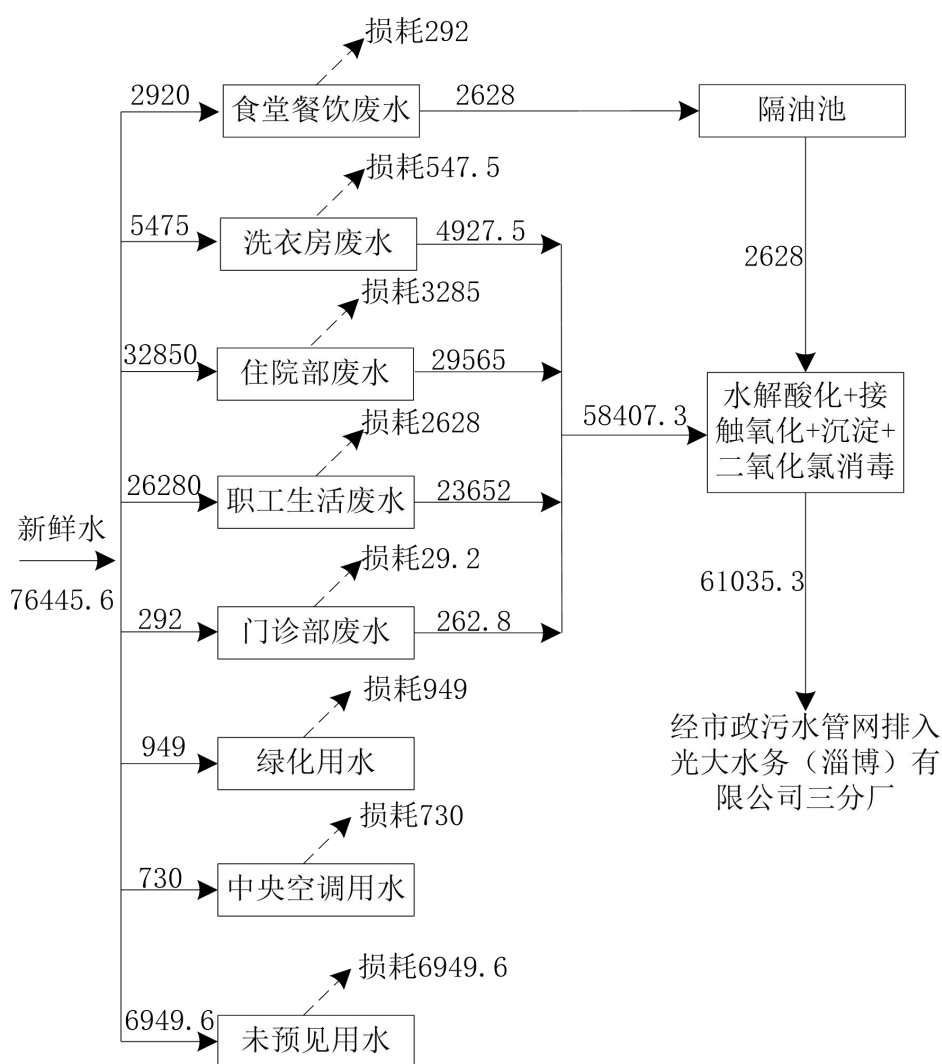 损耗292
2920
食堂餐饮废水
2628
隔油池
损耗547.5
5475
洗衣房废水
4927.5
2628
损耗3285
32850
住院部废水
29565
58407.3
水解酸化+接
触氧化+沉淀+
二氧化氯消毒
损耗2628
26280
职工生活废水
23652
新鲜水
76445.6
损耗29.2
292
门诊部废水
262.8
61035.3
损耗949
949
绿化用水
经市政污水管网排入
光大水务（淄博）有
限公司三分厂
损耗730
730
中央空调用水
损耗6949.6
6949.6
未预见用水